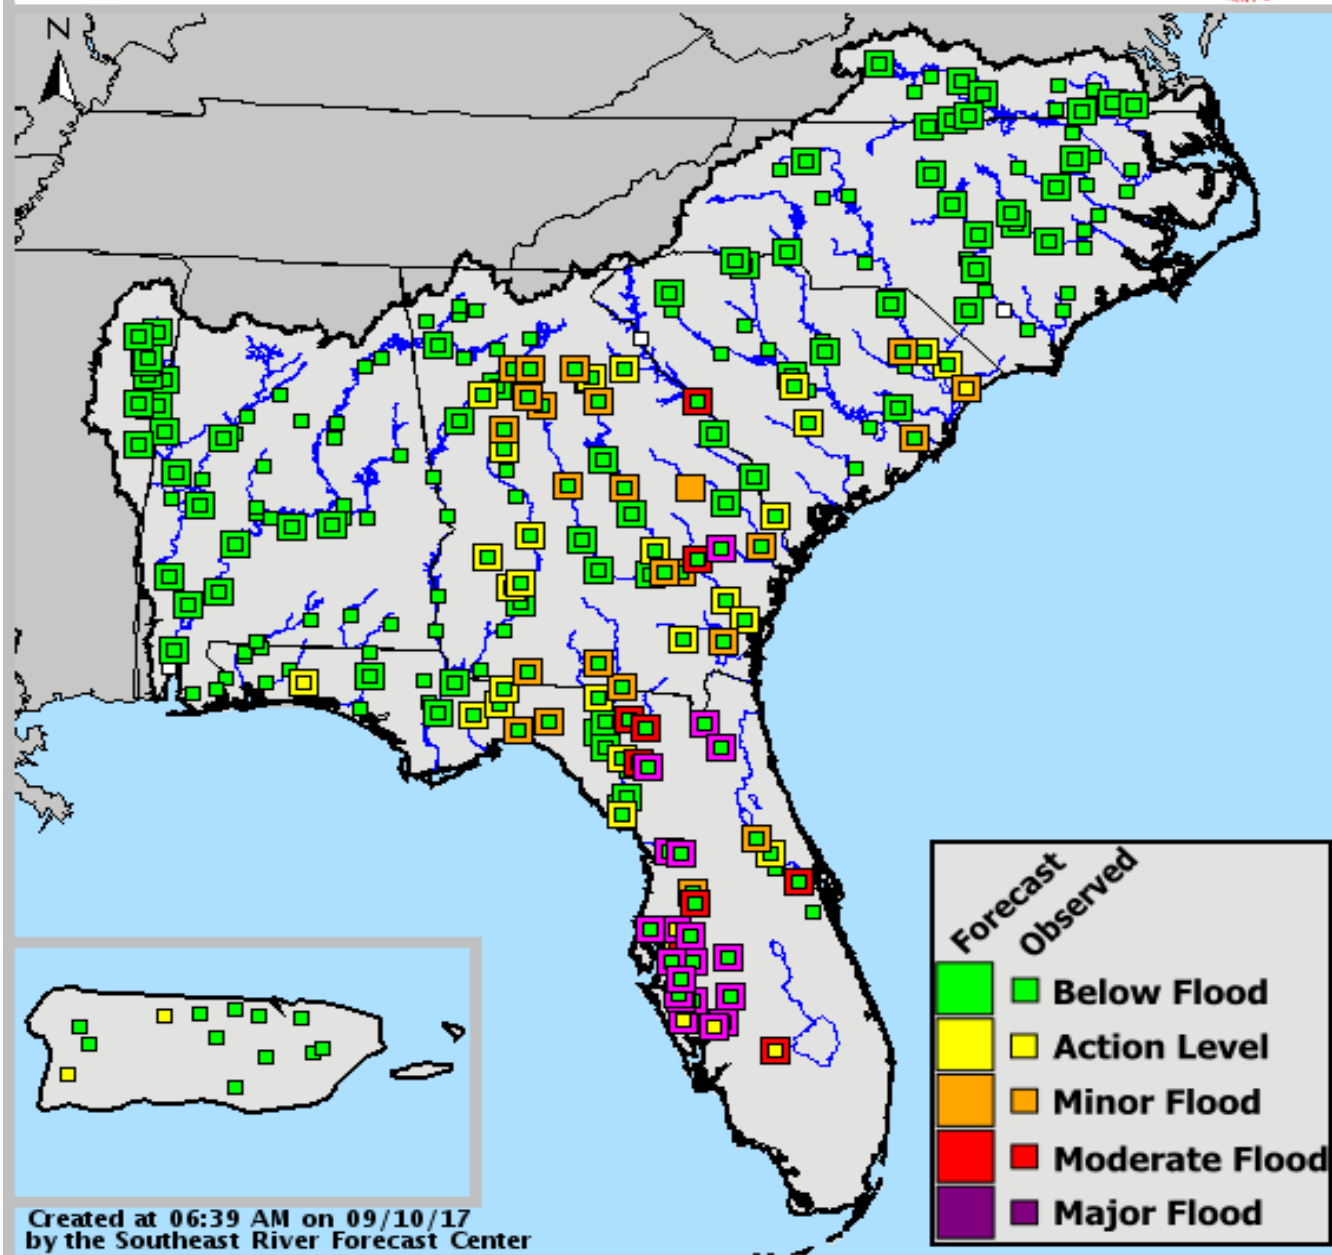 N
Forecast
Observed
Below Flood
Action Level
Minor Flood
Moderate Flood
Major Flood
Created at 06:39 AM on 09/10/17
by the Southeast River Forecast Center